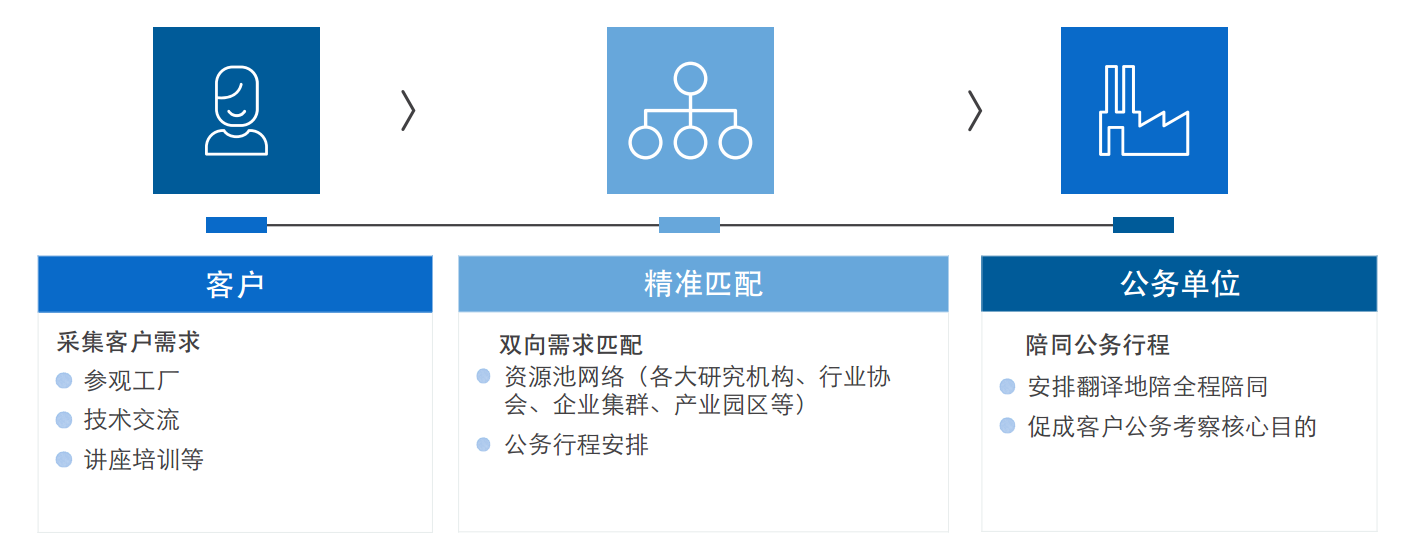 客户
采集客户需求
参观工厂
技术交流
讲座培训等
精准匹配
双向需求匹配
资源池网络（各大研究机构、行业协
会、企业集群、产业园区等）
公务行程安排
公务单位
陪同公务行程
安排翻译地陪全程陪同
促成客户公务考察核心目的